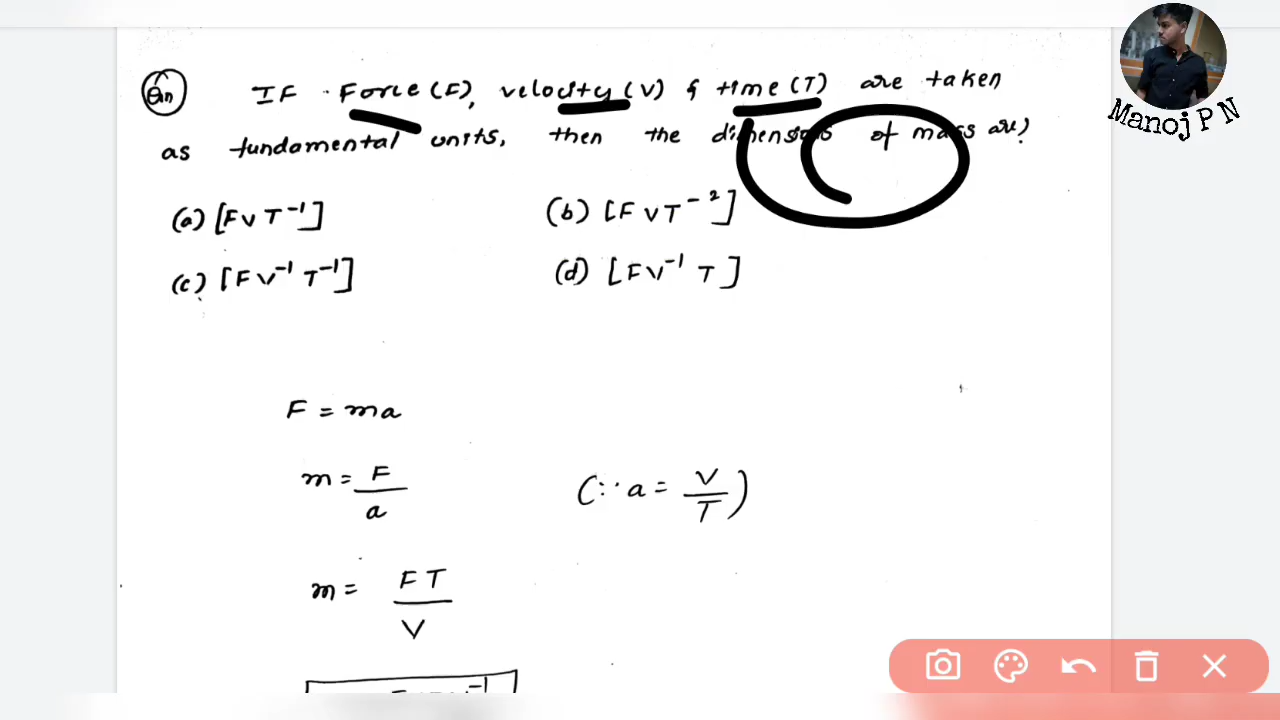 Qn IF Force (F), velocity (V) & time (T) are taken
as fundamental units, then the dimensions of mass are?
(a) [F V T⁻¹] (b) [F V T⁻²]
(c) [F V⁻¹ T⁻¹] (d) [F V⁻¹ T]
F = ma
m = F/a (∵ a = V/T)
m = FT/V
Manoj P N